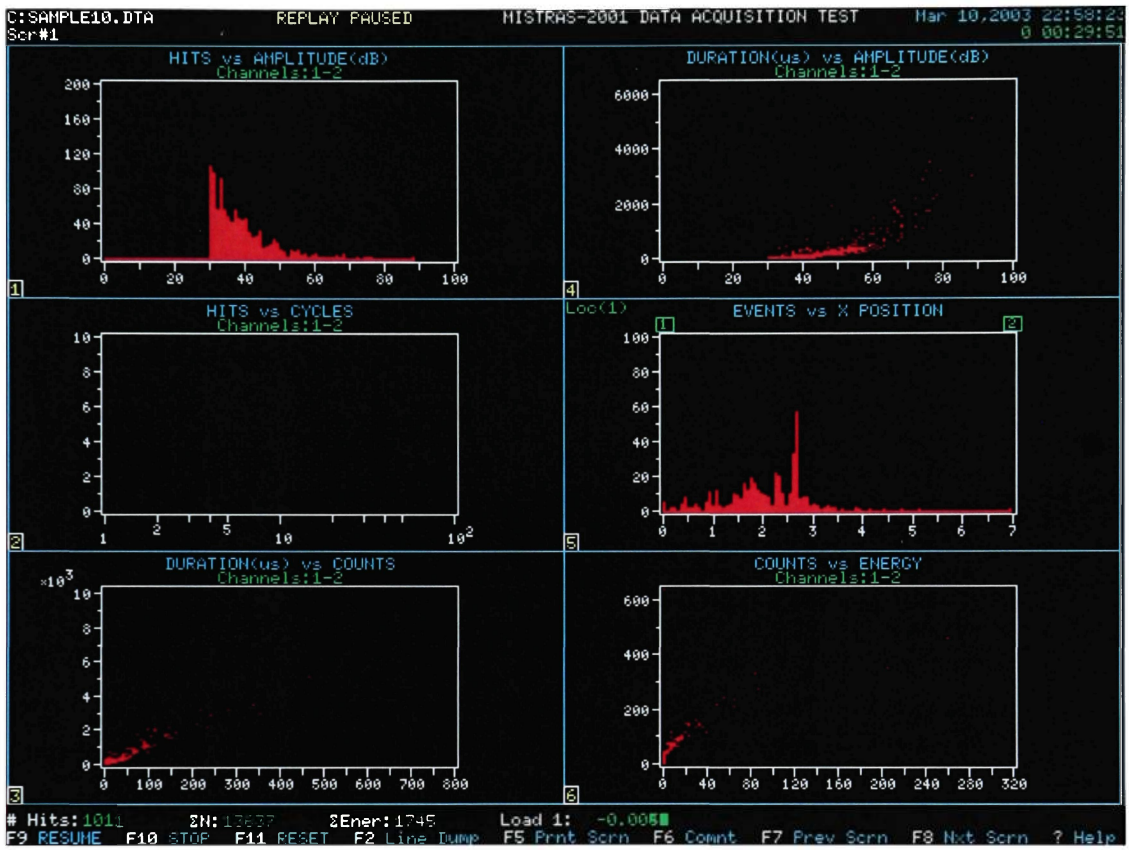 C:SAMPLE10.DTA REPLAY PAUSED MISTRAS-2001 DATA ACQUISITION TEST Mar 10,2003 22:58:23
Scr#1 0 00:29:51
HITS vs AMPLITUDE(dB)
Channels:1-2
200
160
120
80
40
0
0 20 40 60 80 100
1
DURATION(us) vs AMPLITUDE(dB)
Channels:1-2
6000
4000
2000
0
0 20 40 60 80 100
4
HITS vs CYCLES
Channels:1-2
10
8
6
4
2
0
1 2 5 10 10²
2
Loc(1) EVENTS vs X POSITION
1 2
100
80
60
40
20
0
0 1 2 3 4 5 6 7
5
DURATION(us) vs COUNTS
Channels:1-2
×10³
10
8
6
4
2
0
0 100 200 300 400 500 600 700 800
3
COUNTS vs ENERGY
Channels:1-2
600
400
200
0
0 40 80 120 160 200 240 280 320
6
# Hits:1011 ΣN: ΣEner:1745 Load 1: -0.005
F9 RESUME F10 STOP F11 RESET F2 Line Dump F5 Prnt Scrn F6 Comnt F7 Prev Scrn F8 Nxt Scrn ? Help